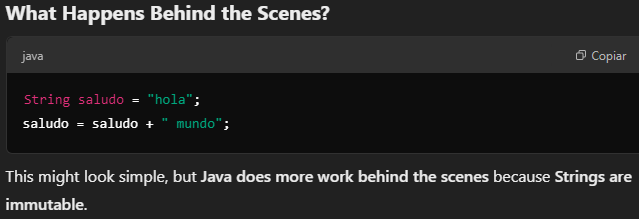 What Happens Behind the Scenes?
java
Copiar
String saludo = "hola";
saludo = saludo + " mundo";
This might look simple, but Java does more work behind the scenes because Strings are
immutable.